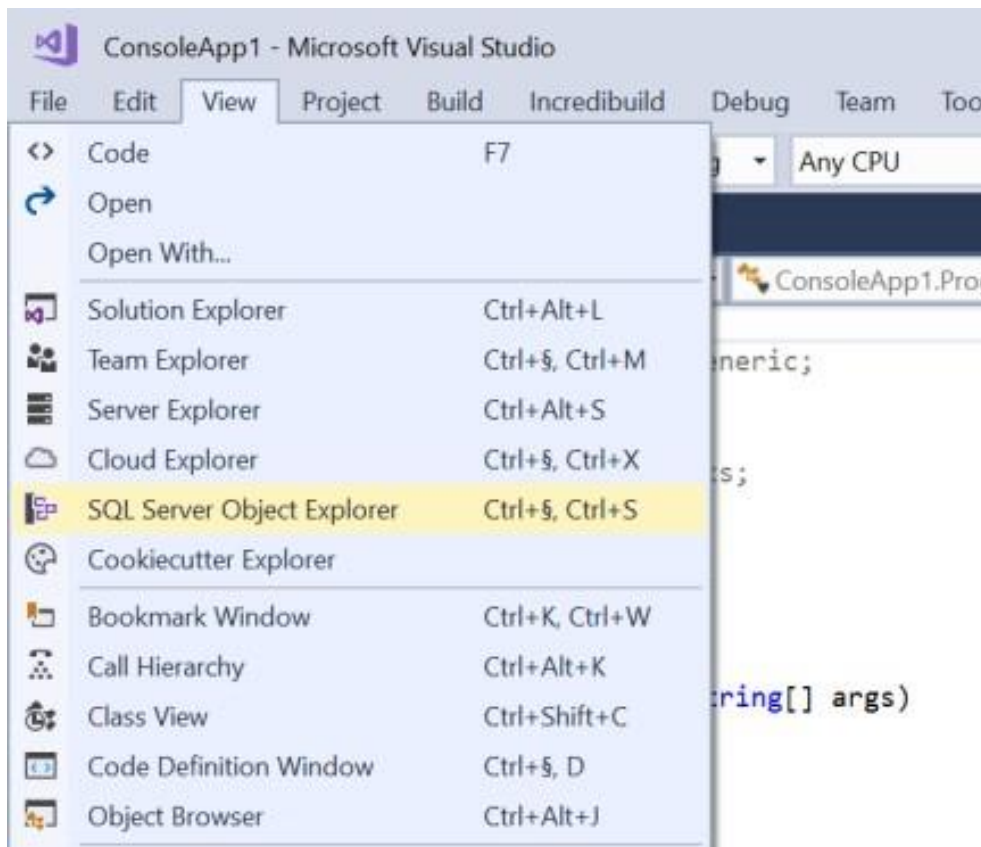 ConsoleApp1 - Microsoft Visual Studio
File Edit View Project Build Incredibuild Debug Team Too
Code F7
Any CPU
Open
Open With...
ConsoleApp1.Pro
Solution Explorer Ctrl+Alt+L
Team Explorer Ctrl+§, Ctrl+M
neric;
Server Explorer Ctrl+Alt+S
Cloud Explorer Ctrl+§, Ctrl+X
s;
SQL Server Object Explorer Ctrl+§, Ctrl+S
Cookiecutter Explorer
Bookmark Window Ctrl+K, Ctrl+W
Call Hierarchy Ctrl+Alt+K
ring[] args)
Class View Ctrl+Shift+C
Code Definition Window Ctrl+§, D
Object Browser Ctrl+Alt+J